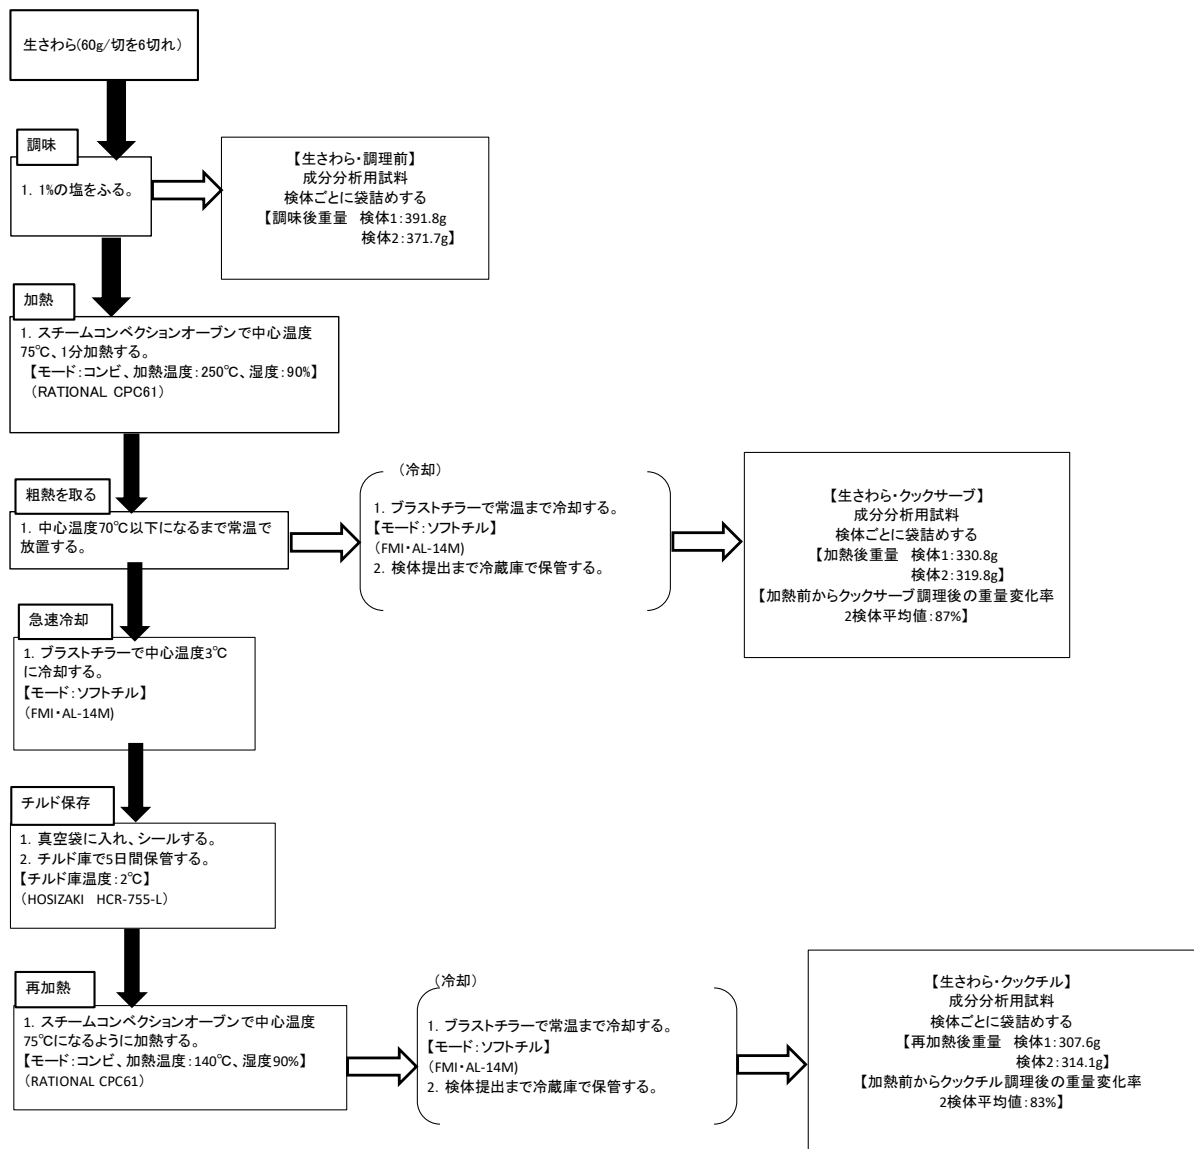 生さわら(60g/切を6切れ)
調味
1. 1%の塩をふる。
【生さわら・調理前】
成分分析用試料
検体ごとに袋詰めする
【調味後重量　検体1：391.8g
検体2：371.7g】
加熱
1. スチームコンベクションオーブンで中心温度
75℃、1分加熱する。
【モード：コンビ、加熱温度：250℃、湿度：90%】
（RATIONAL CPC61）
粗熱を取る
1. 中心温度70℃以下になるまで常温で
放置する。
（冷却）
1. ブラストチラーで常温まで冷却する。
【モード：ソフトチル】
(FMI・AL-14M)
2. 検体提出まで冷蔵庫で保管する。
【生さわら・クックサーブ】
成分分析用試料
検体ごとに袋詰めする
【加熱後重量　検体1：330.8g
検体2：319.8g】
【加熱前からクックサーブ調理後の重量変化率
2検体平均値：87%】
急速冷却
1. ブラストチラーで中心温度3℃
に冷却する。
【モード：ソフトチル】
（FMI・AL-14M)
チルド保存
1. 真空袋に入れ、シールする。
2. チルド庫で5日間保管する。
【チルド庫温度：2℃】
（HOSIZAKI　HCR-755-L）
再加熱
1. スチームコンベクションオーブンで中心温度
75℃になるように加熱する。
【モード：コンビ、加熱温度：140℃、湿度90%】
（RATIONAL CPC61）
（冷却）
1. ブラストチラーで常温まで冷却する。
【モード：ソフトチル】
(FMI・AL-14M)
2. 検体提出まで冷蔵庫で保管する。
【生さわら・クックチル】
成分分析用試料
検体ごとに袋詰めする
【再加熱後重量　検体1：307.6g
検体2：314.1g】
【加熱前からクックチル調理後の重量変化率
2検体平均値：83%】